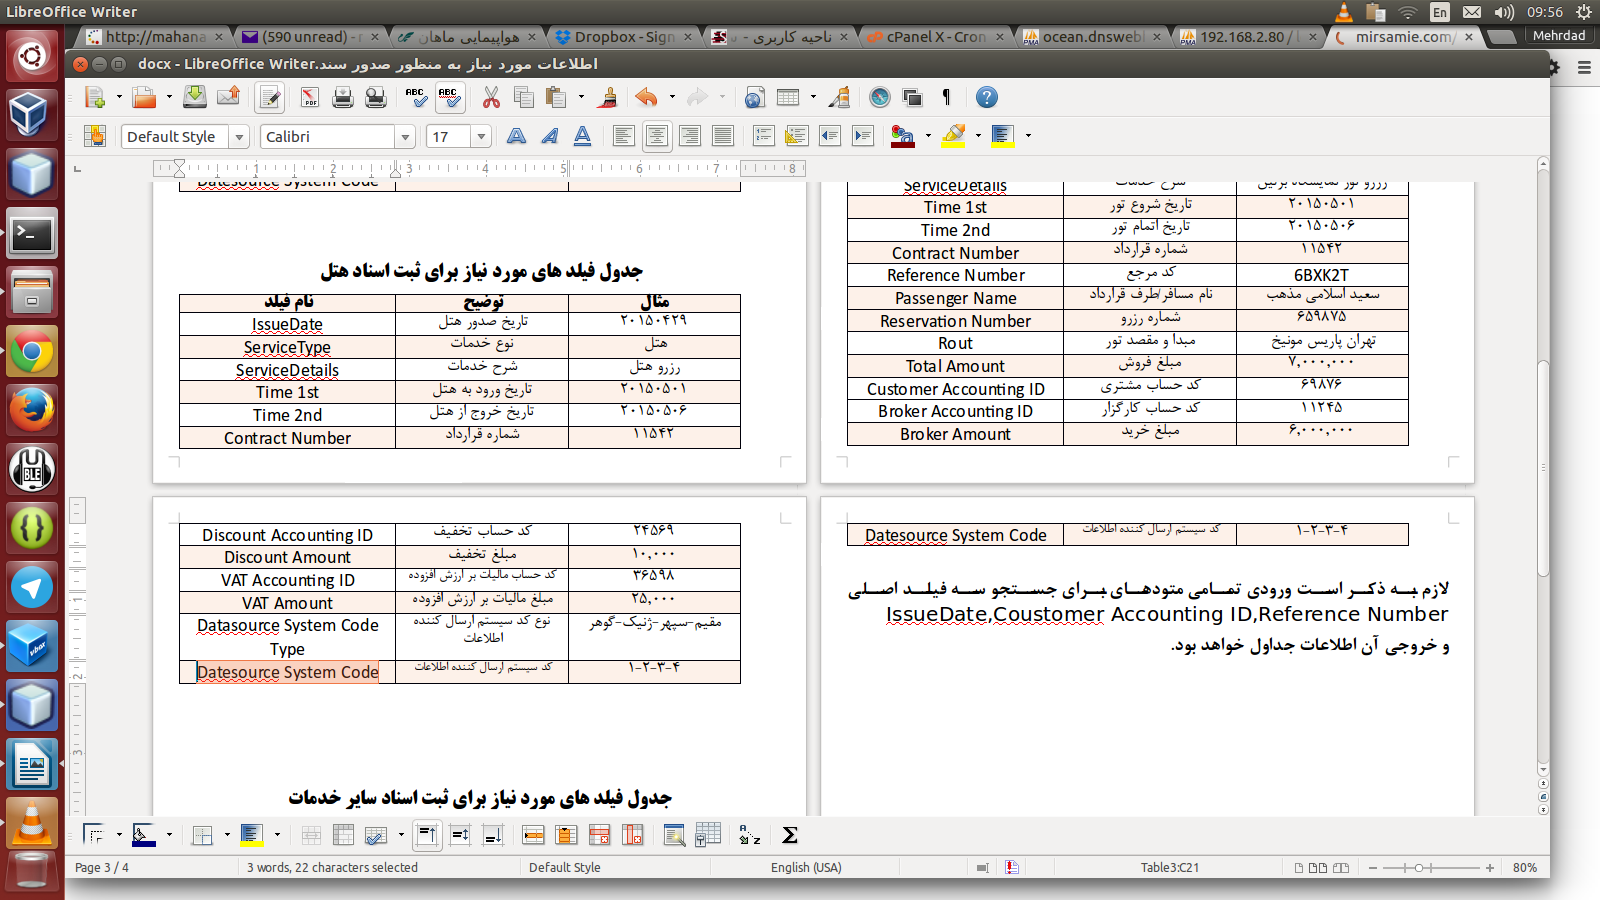 LibreOffice Writer
En
09:56
http://mahana
(590 unread) - r
هواپیمایی ماهان
Dropbox - Sign
ناحیه کاربری - س
cPanel X - Cron
ocean.dnswebl
192.168.2.80 / l
mirsamie.com/
Mehrdad
اطلاعات مورد نیاز به منظور صدور سند.docx - LibreOffice Writer
Default Style
Calibri
17
1 2 3 4 5 6 7 8
Datesource System Code
جدول فیلد های مورد نیاز برای ثبت اسناد هتل
نام فیلد توضیح مثال
IssueDate تاریخ صدور هتل ۲۰۱۵۰۴۲۹
ServiceType نوع خدمات هتل
ServiceDetails شرح خدمات رزرو هتل
Time 1st تاریخ ورود به هتل ۲۰۱۵۰۵۰۱
Time 2nd تاریخ خروج از هتل ۲۰۱۵۰۵۰۶
Contract Number شماره قرارداد ۱۱۵۴۲
ServiceDetails شرح خدمات رزرو تور نمایشگاه برلین
Time 1st تاریخ شروع تور ۲۰۱۵۰۵۰۱
Time 2nd تاریخ اتمام تور ۲۰۱۵۰۵۰۶
Contract Number شماره قرارداد ۱۱۵۴۲
Reference Number کد مرجع 6BXK2T
Passenger Name نام مسافر/طرف قرارداد سعید اسلامی مذهب
Reservation Number شماره رزرو ۶۵۹۸۷۵
Rout مبدا و مقصد تور تهران پاریس مونیخ
Total Amount مبلغ فروش ۷,۰۰۰,۰۰۰
Customer Accounting ID کد حساب مشتری ۶۹۸۷۶
Broker Accounting ID کد حساب کارگزار ۱۱۲۴۵
Broker Amount مبلغ خرید ۶,۰۰۰,۰۰۰
Discount Accounting ID کد حساب تخفیف ۲۴۵۶۹
Discount Amount مبلغ تخفیف ۱۰,۰۰۰
VAT Accounting ID کد حساب مالیات بر ارزش افزوده ۳۶۵۹۸
VAT Amount مبلغ مالیات بر ارزش افزوده ۲۵,۰۰۰
Datasource System Code نوع کد سیستم ارسال کننده مقیم-سپهر-ژنیک-گوهر
Type اطلاعات
Datesource System Code کد سیستم ارسال کننده اطلاعات ۱-۲-۳-۴
جدول فیلد های مورد نیاز برای ثبت اسناد سایر خدمات
Datesource System Code کد سیستم ارسال کننده اطلاعات ۱-۲-۳-۴
لازم به ذکر است ورودی تمامی متودهای برای جستجو سه فیلد اصلی
IssueDate,Coustomer Accounting ID,Reference Number
و خروجی آن اطلاعات جداول خواهد بود.
Page 3 / 4
3 words, 22 characters selected
Default Style
English (USA)
Table3:C21
80%